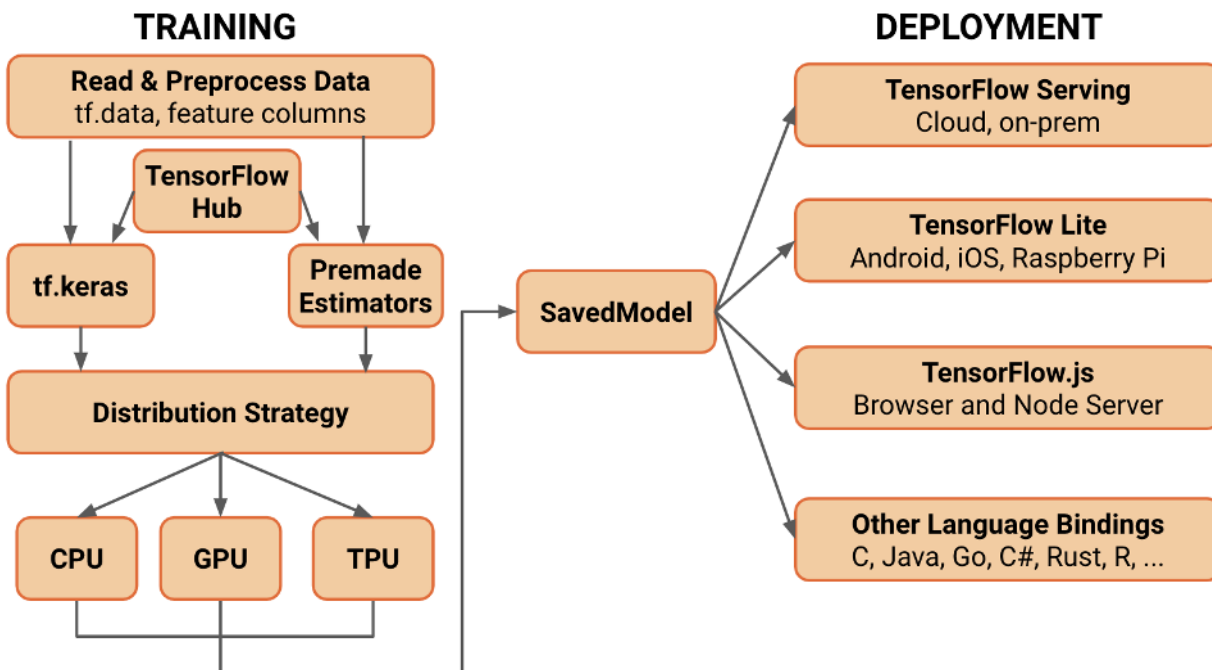 TRAINING
Read & Preprocess Data
tf.data, feature columns
TensorFlow
Hub
tf.keras
Premade
Estimators
Distribution Strategy
CPU
GPU
TPU
SavedModel
DEPLOYMENT
TensorFlow Serving
Cloud, on-prem
TensorFlow Lite
Android, iOS, Raspberry Pi
TensorFlow.js
Browser and Node Server
Other Language Bindings
C, Java, Go, C#, Rust, R, ...